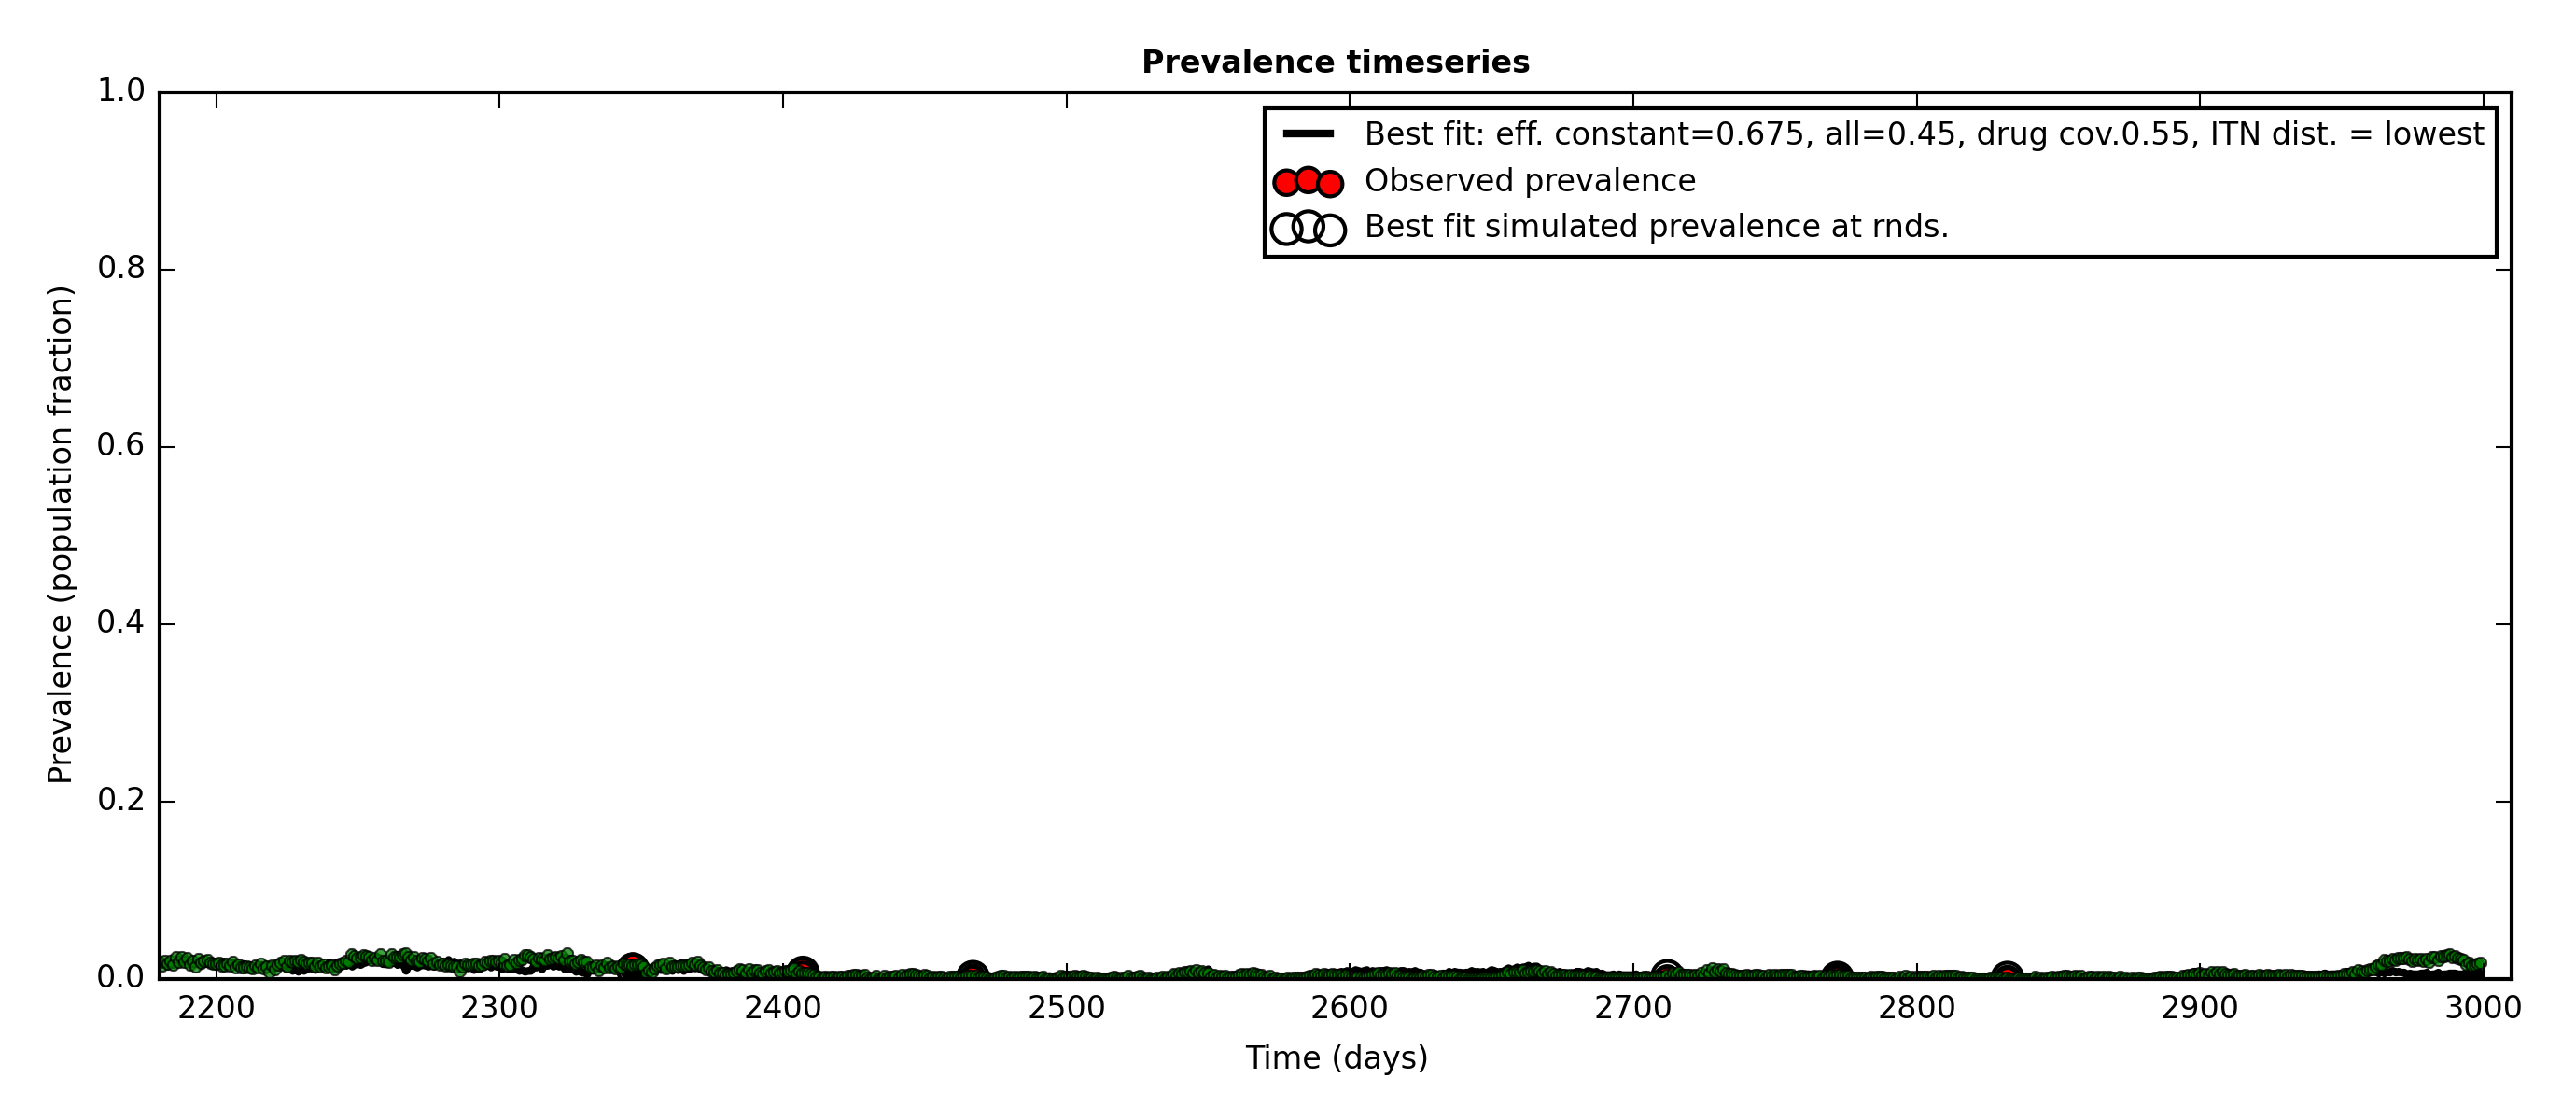 Prevalence timeseries
1.0
0.8
0.6
0.4
0.2
0.0
Prevalence (population fraction)
Best fit: eff. constant=0.675, all=0.45, drug cov.0.55, ITN dist. = lowest
Observed prevalence
Best fit simulated prevalence at rnds.
2200 2300 2400 2500 2600 2700 2800 2900 3000
Time (days)